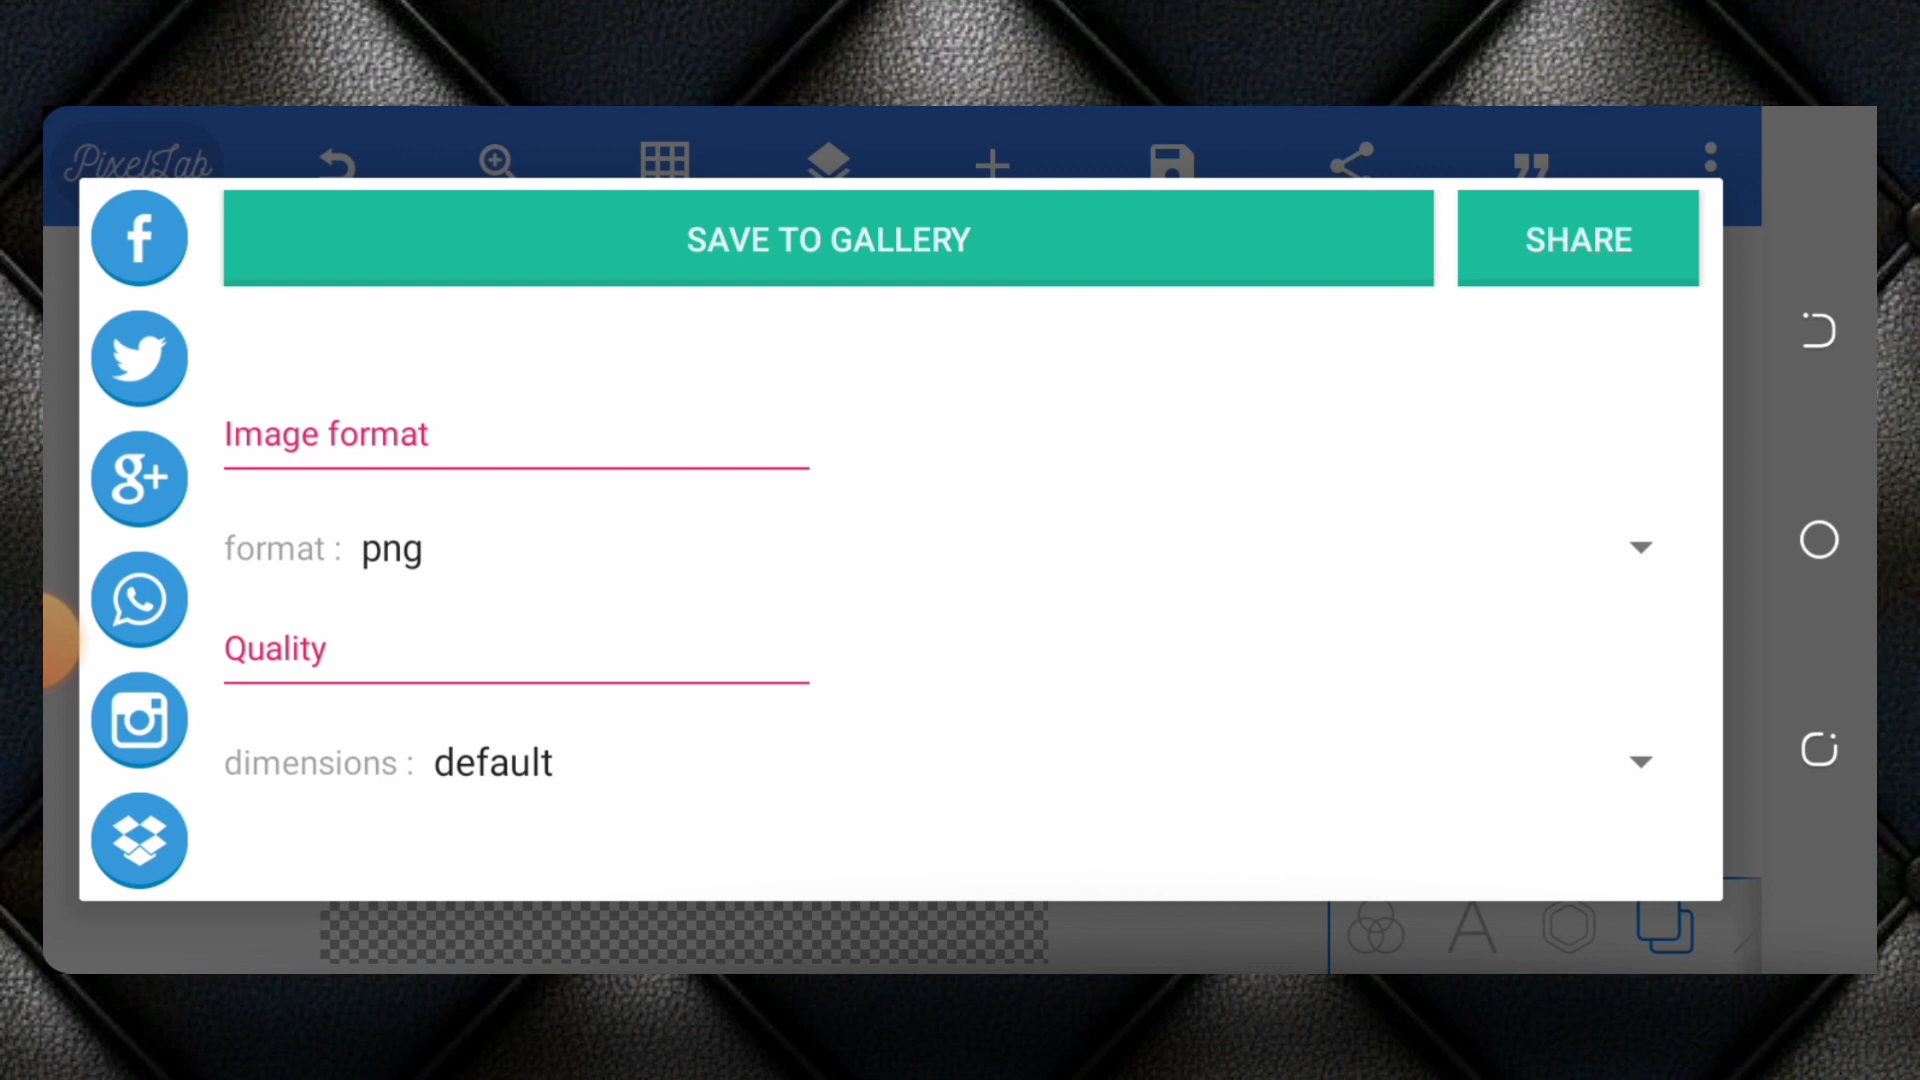 PixelLab
SAVE TO GALLERY
SHARE
Image format
format : png
Quality
dimensions : default